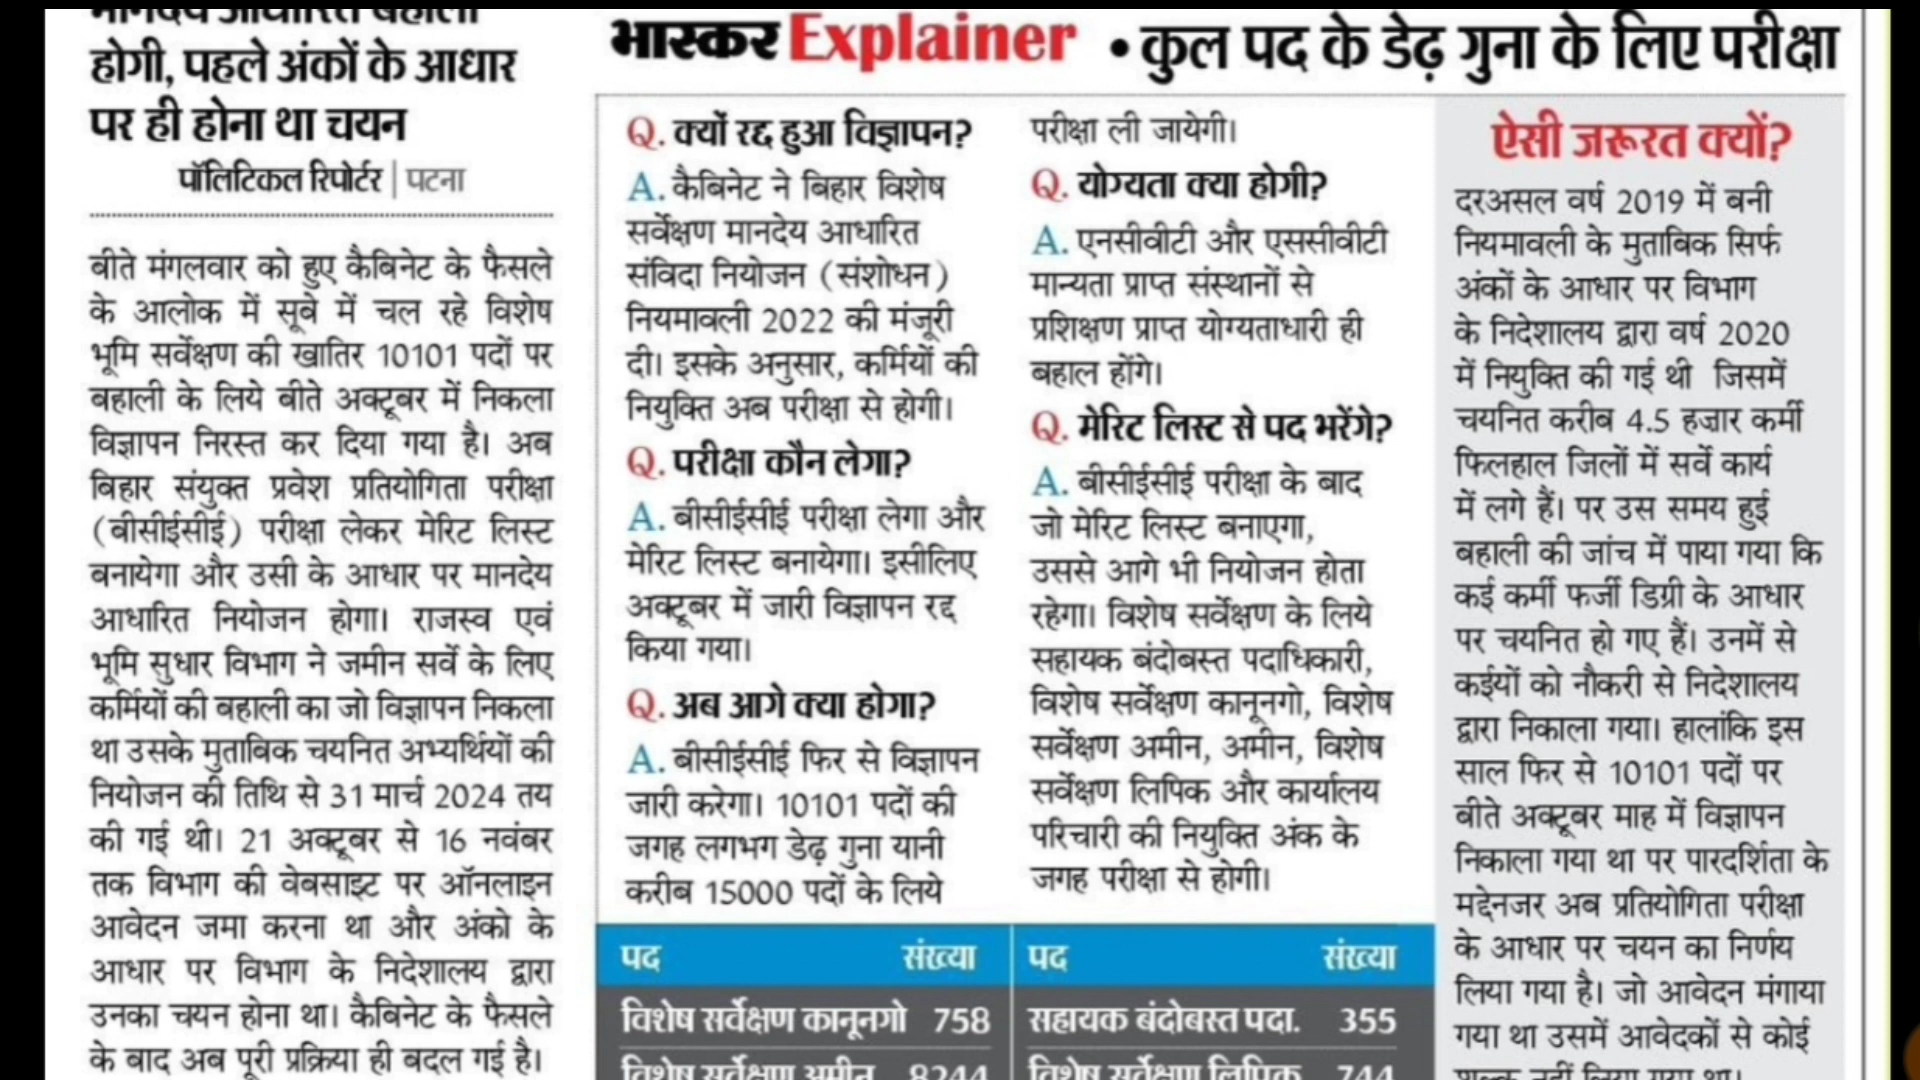 मानदेय आधारित बहाली
होगी, पहले अंकों के आधार
पर ही होना था चयन
पॉलिटिकल रिपोर्टर | पटना
बीते मंगलवार को हुए कैबिनेट के फैसले
के आलोक में सूबे में चल रहे विशेष
भूमि सर्वेक्षण की खातिर 10101 पदों पर
बहाली के लिये बीते अक्टूबर में निकला
विज्ञापन निरस्त कर दिया गया है। अब
बिहार संयुक्त प्रवेश प्रतियोगिता परीक्षा
(बीसीईसीई) परीक्षा लेकर मेरिट लिस्ट
बनायेगा और उसी के आधार पर मानदेय
आधारित नियोजन होगा। राजस्व एवं
भूमि सुधार विभाग ने जमीन सर्वे के लिए
कर्मियों की बहाली का जो विज्ञापन निकला
था उसके मुताबिक चयनित अभ्यर्थियों की
नियोजन की तिथि से 31 मार्च 2024 तय
की गई थी। 21 अक्टूबर से 16 नवंबर
तक विभाग की वेबसाइट पर ऑनलाइन
आवेदन जमा करना था और अंको के
आधार पर विभाग के निदेशालय द्वारा
उनका चयन होना था। कैबिनेट के फैसले
के बाद अब पूरी प्रक्रिया ही बदल गई है।
भास्कर Explainer • कुल पद के डेढ़ गुना के लिए परीक्षा
Q. क्यों रद्द हुआ विज्ञापन?
A. कैबिनेट ने बिहार विशेष
सर्वेक्षण मानदेय आधारित
संविदा नियोजन (संशोधन)
नियमावली 2022 की मंजूरी
दी। इसके अनुसार, कर्मियों की
नियुक्ति अब परीक्षा से होगी।
Q. परीक्षा कौन लेगा?
A. बीसीईसीई परीक्षा लेगा और
मेरिट लिस्ट बनायेगा। इसीलिए
अक्टूबर में जारी विज्ञापन रद्द
किया गया।
Q. अब आगे क्या होगा?
A. बीसीईसीई फिर से विज्ञापन
जारी करेगा। 10101 पदों की
जगह लगभग डेढ़ गुना यानी
करीब 15000 पदों के लिये
परीक्षा ली जायेगी।
Q. योग्यता क्या होगी?
A. एनसीवीटी और एससीवीटी
मान्यता प्राप्त संस्थानों से
प्रशिक्षण प्राप्त योग्यताधारी ही
बहाल होंगे।
Q. मेरिट लिस्ट से पद भरेंगे?
A. बीसीईसीई परीक्षा के बाद
जो मेरिट लिस्ट बनाएगा,
उससे आगे भी नियोजन होता
रहेगा। विशेष सर्वेक्षण के लिये
सहायक बंदोबस्त पदाधिकारी,
विशेष सर्वेक्षण कानूनगो, विशेष
सर्वेक्षण अमीन, अमीन, विशेष
सर्वेक्षण लिपिक और कार्यालय
परिचारी की नियुक्ति अंक के
जगह परीक्षा से होगी।
पद संख्या पद संख्या
विशेष सर्वेक्षण कानूनगो 758 सहायक बंदोबस्त पदा. 355
विशेष सर्वेक्षण अमीन 8244 विशेष सर्वेक्षण लिपिक 744
ऐसी जरूरत क्यों?
दरअसल वर्ष 2019 में बनी
नियमावली के मुताबिक सिर्फ
अंकों के आधार पर विभाग
के निदेशालय द्वारा वर्ष 2020
में नियुक्ति की गई थी जिसमें
चयनित करीब 4.5 हजार कर्मी
फिलहाल जिलों में सर्वे कार्य
में लगे हैं। पर उस समय हुई
बहाली की जांच में पाया गया कि
कई कर्मी फर्जी डिग्री के आधार
पर चयनित हो गए हैं। उनमें से
कईयों को नौकरी से निदेशालय
द्वारा निकाला गया। हालांकि इस
साल फिर से 10101 पदों पर
बीते अक्टूबर माह में विज्ञापन
निकाला गया था पर पारदर्शिता के
मद्देनजर अब प्रतियोगिता परीक्षा
के आधार पर चयन का निर्णय
लिया गया है। जो आवेदन मंगाया
गया था उसमें आवेदकों से कोई
शुल्क नहीं लिया गया था।